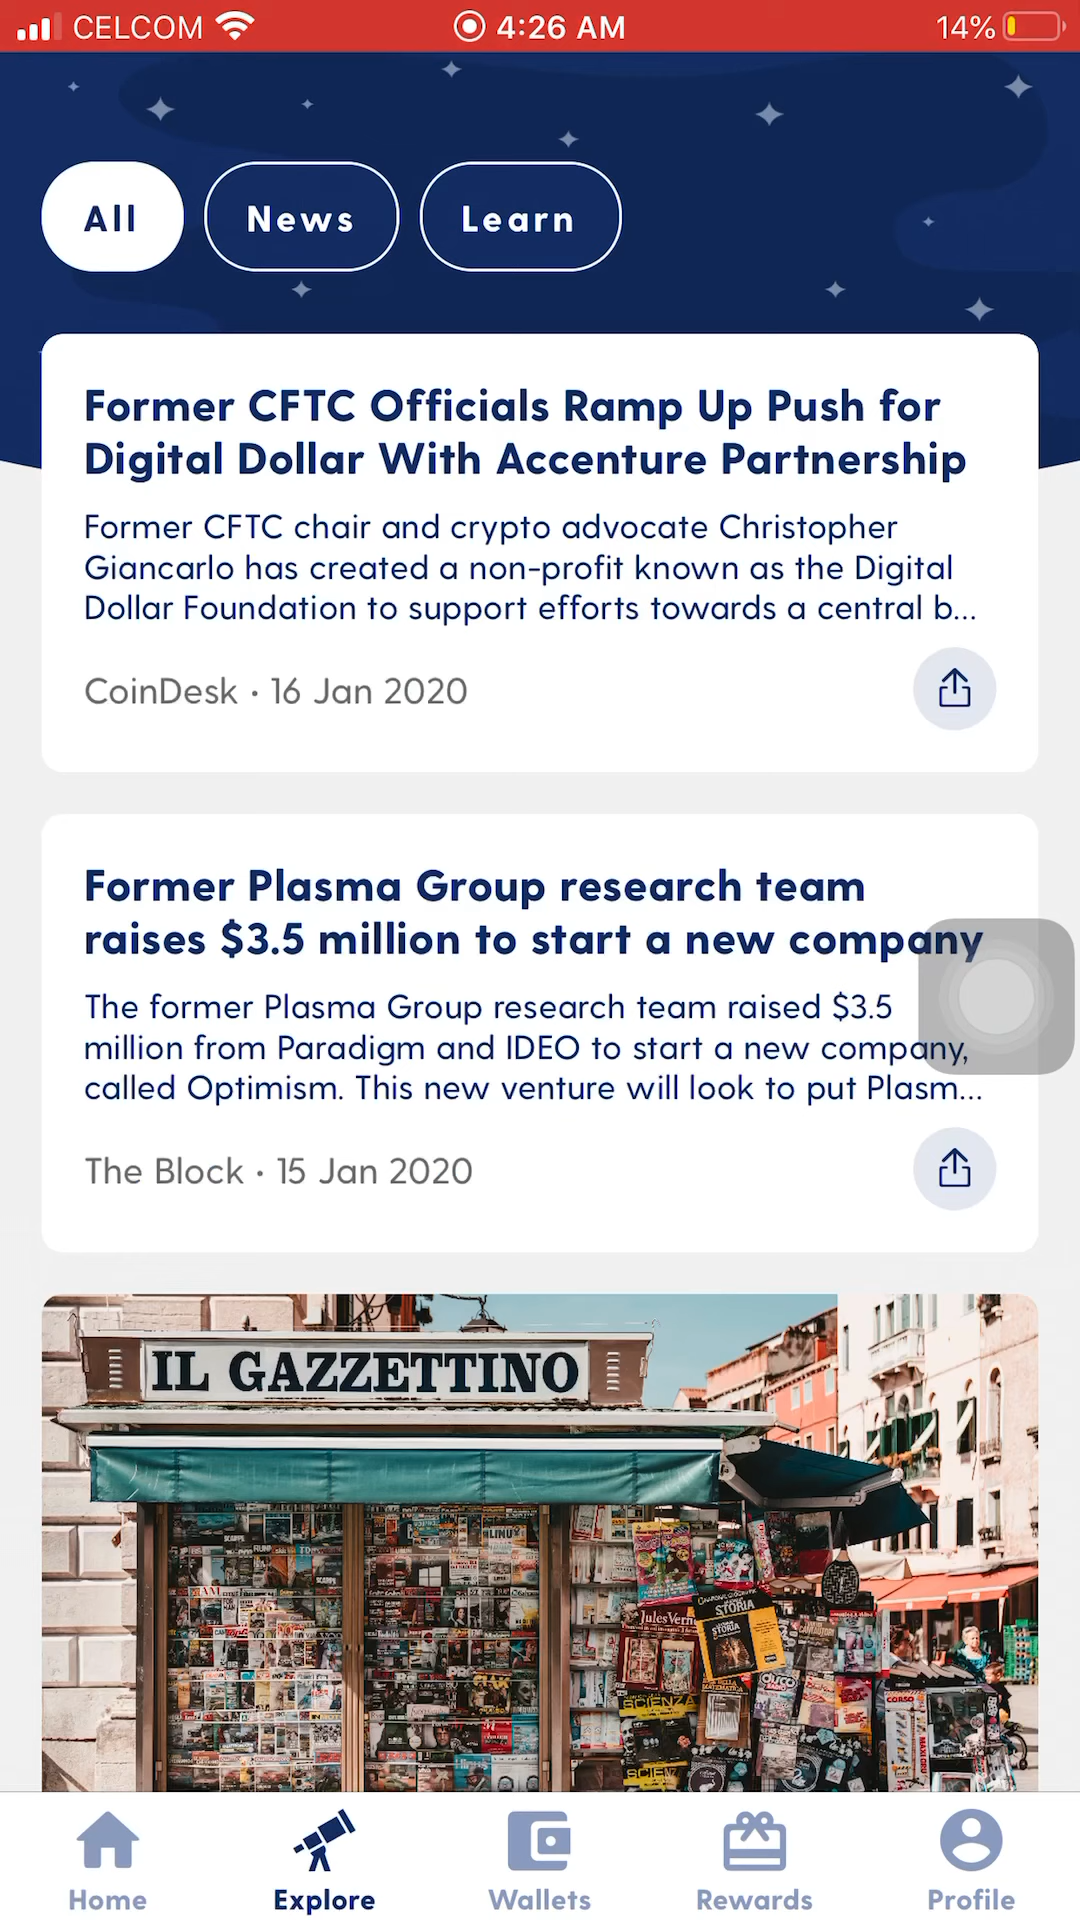 CELCOM 4:26 AM 14%
All News Learn
Former CFTC Officials Ramp Up Push for
Digital Dollar With Accenture Partnership
Former CFTC chair and crypto advocate Christopher
Giancarlo has created a non-profit known as the Digital
Dollar Foundation to support efforts towards a central b...
CoinDesk · 16 Jan 2020
Former Plasma Group research team
raises $3.5 million to start a new company
The former Plasma Group research team raised $3.5
million from Paradigm and IDEO to start a new company,
called Optimism. This new venture will look to put Plasm...
The Block · 15 Jan 2020
IL GAZZETTINO
STORIA
STORIA
SCIENZA
CORSO
Home Explore Wallets Rewards Profile